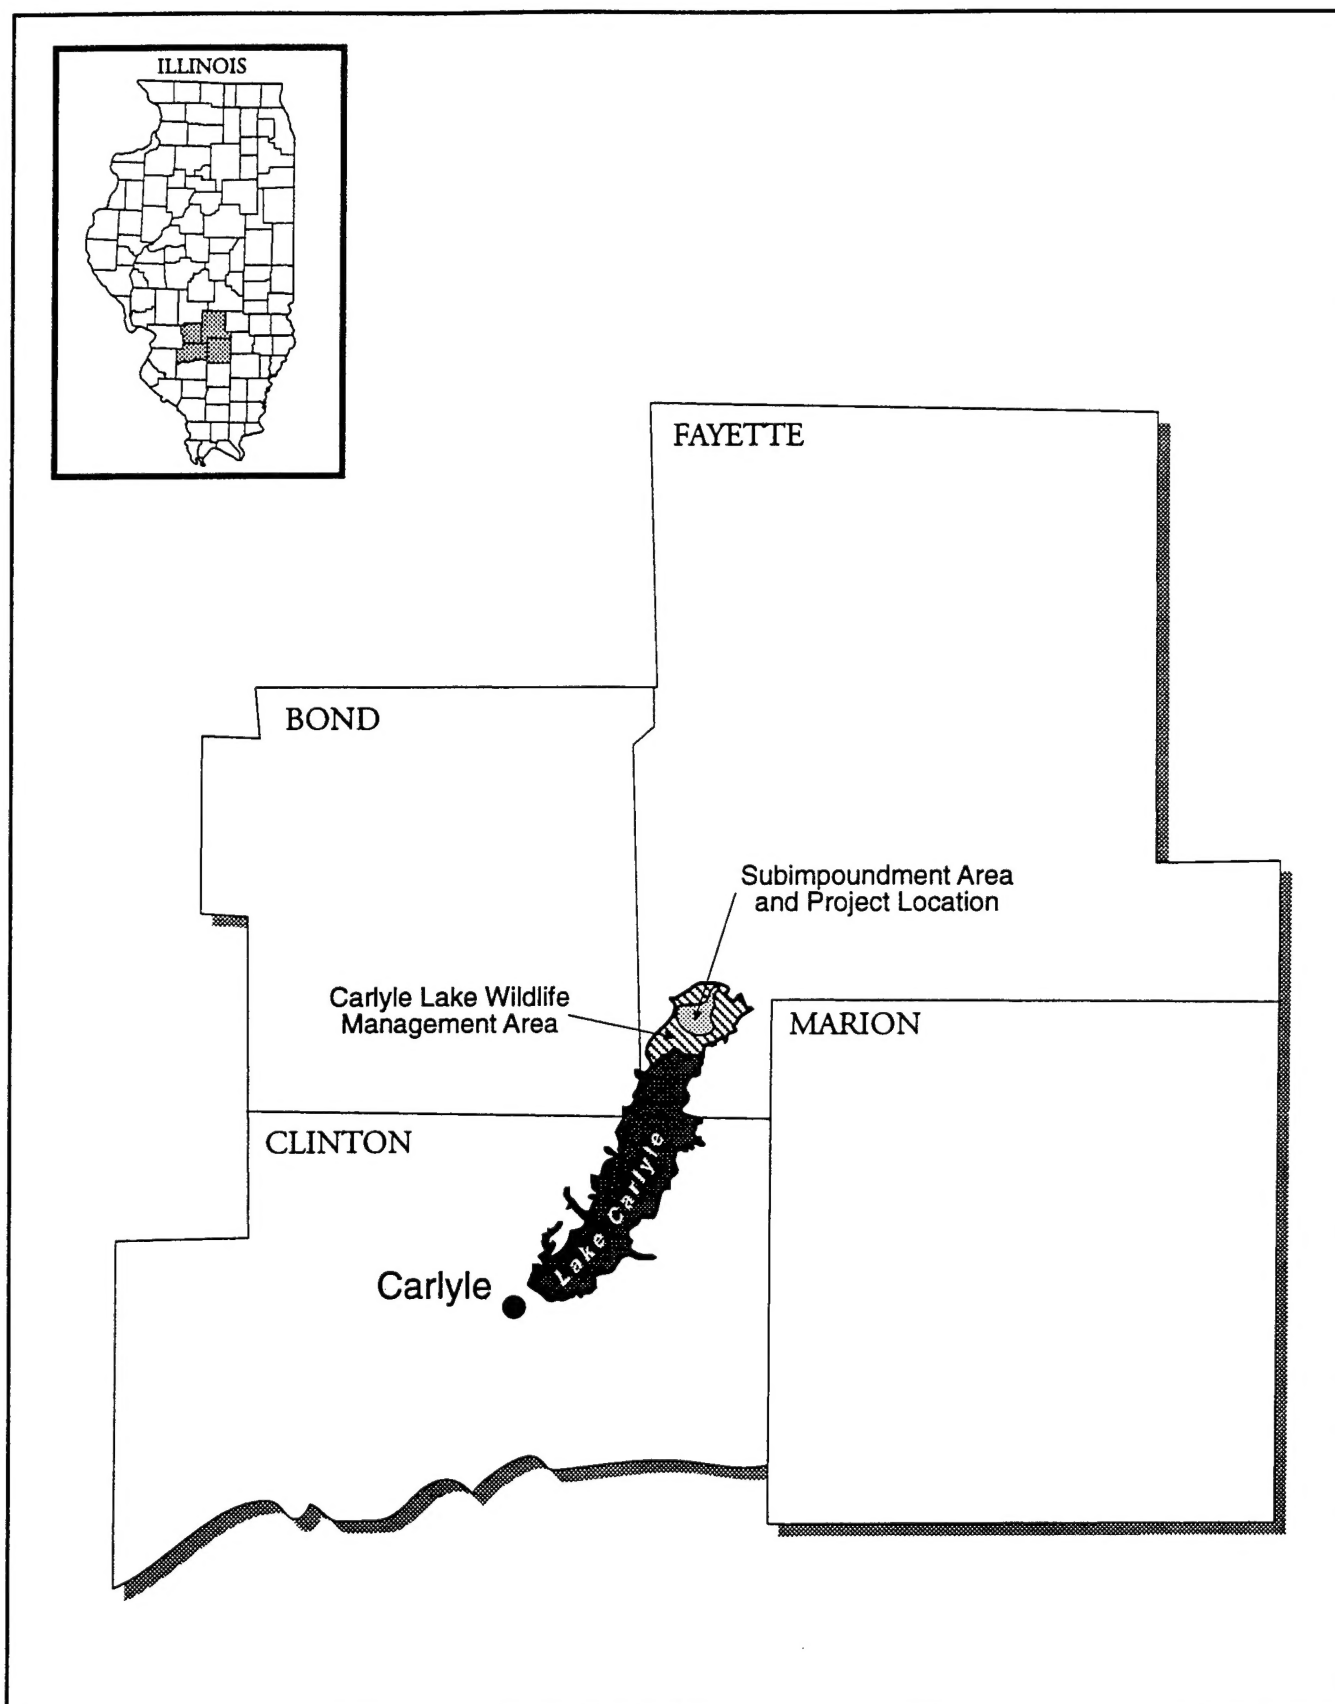 ILLINOIS
FAYETTE
BOND
Subimpoundment Area
and Project Location
Carlyle Lake Wildlife
Management Area
MARION
CLINTON
Lake Carlyle
Carlyle